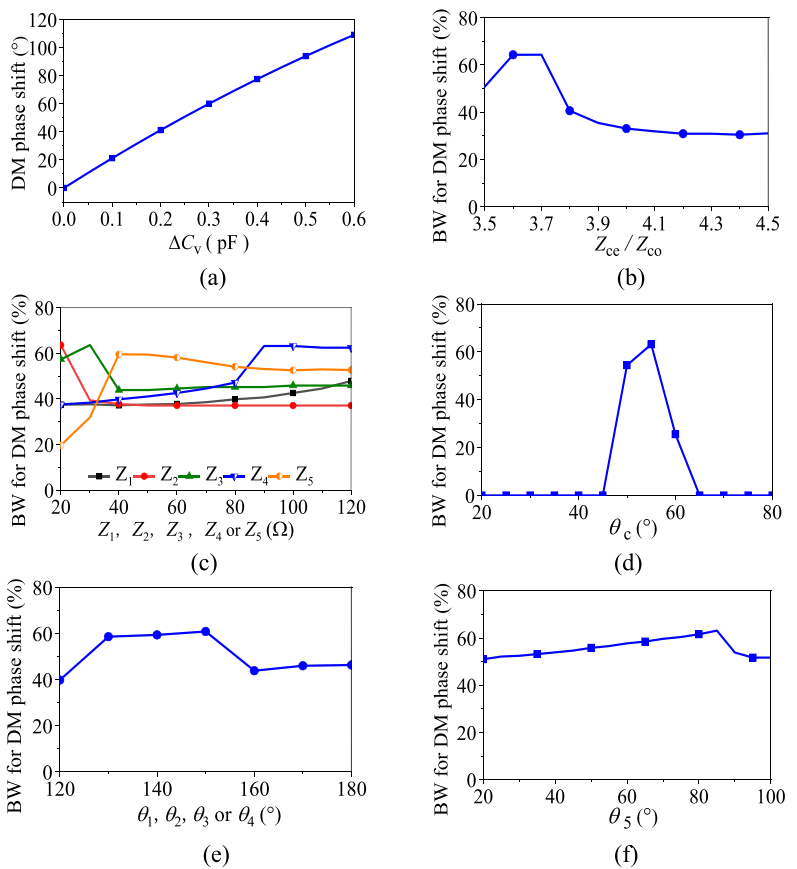 DM phase shift (°)
120
100
80
60
40
20
0
0.0 0.1 0.2 0.3 0.4 0.5 0.6
ΔCv ( pF )
(a)
BW for DM phase shift (%)
80
60
40
20
0
3.5 3.7 3.9 4.1 4.3 4.5
Zce / Zco
(b)
BW for DM phase shift (%)
80
60
40
20
0
Z1 Z2 Z3 Z4 Z5
20 40 60 80 100 120
Z1, Z2, Z3 , Z4 or Z5 (Ω)
(c)
BW for DM phase shift (%)
80
60
40
20
0
20 40 60 80
θc (°)
(d)
BW for DM phase shift (%)
80
60
40
20
0
120 140 160 180
θ1, θ2, θ3 or θ4 (°)
(e)
BW for DM phase shift (%)
80
60
40
20
0
20 40 60 80 100
θ5 (°)
(f)